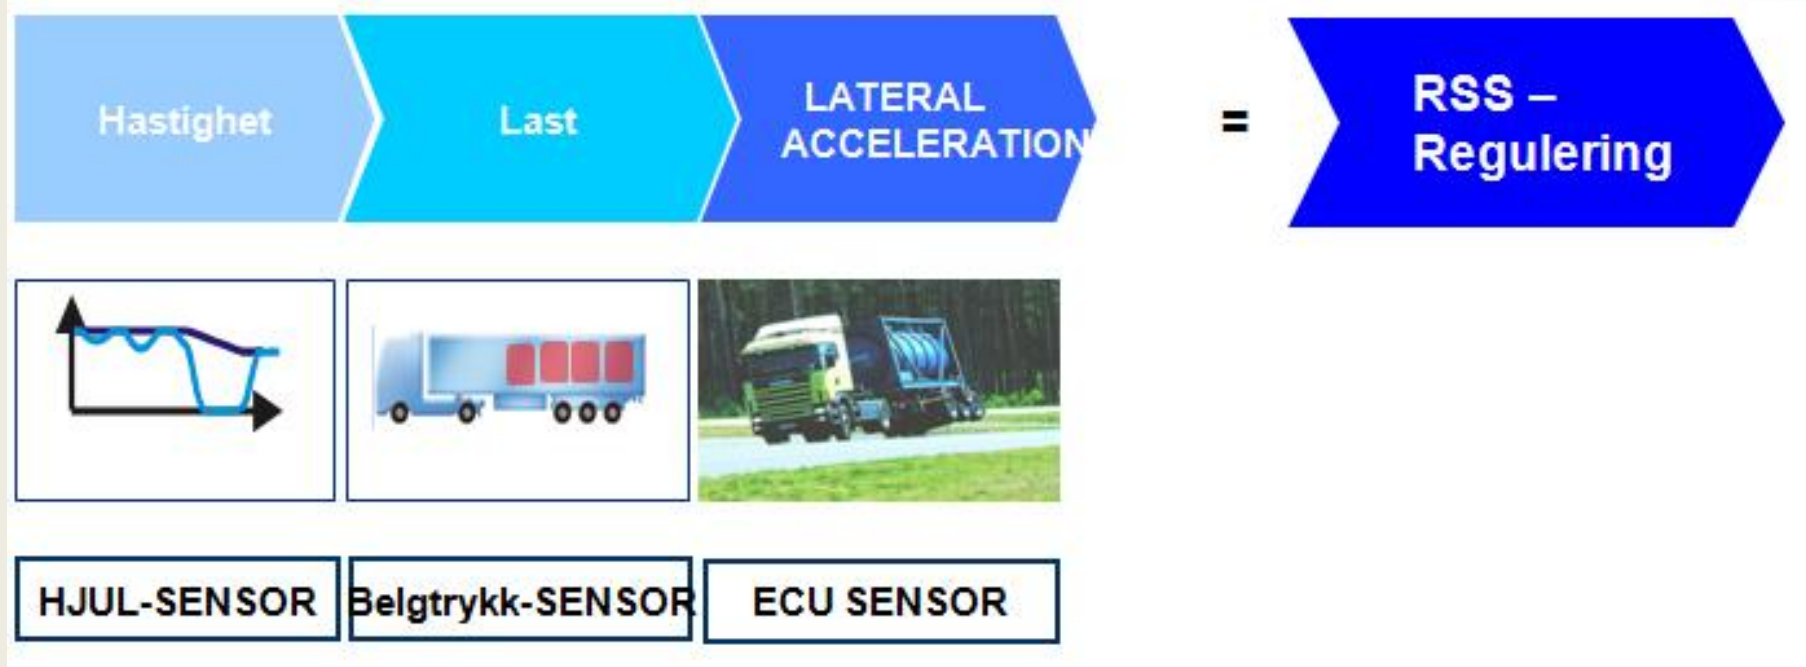 Hastighet
Last
LATERAL
ACCELERATION
=
RSS –
Regulering
HJUL-SENSOR
Belgtrykk-SENSOR
ECU SENSOR